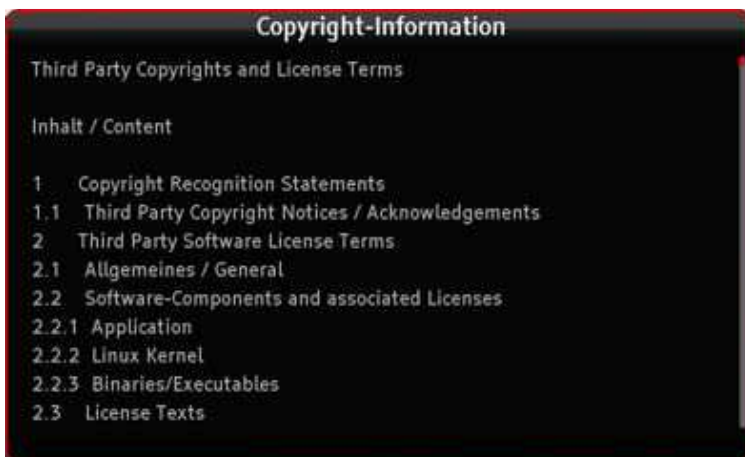 Copyright-Information
Third Party Copyrights and License Terms
Inhalt / Content
1 Copyright Recognition Statements
1.1 Third Party Copyright Notices / Acknowledgements
2 Third Party Software License Terms
2.1 Allgemeines / General
2.2 Software-Components and associated Licenses
2.2.1 Application
2.2.2 Linux Kernel
2.2.3 Binaries/Executables
2.3 License Texts